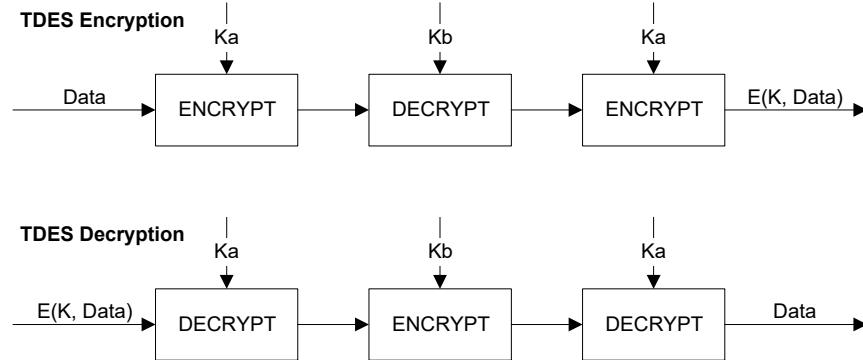 TDES Encryption
Ka Kb Ka
Data ENCRYPT DECRYPT ENCRYPT E(K, Data)
TDES Decryption
Ka Kb Ka
E(K, Data) DECRYPT ENCRYPT DECRYPT Data